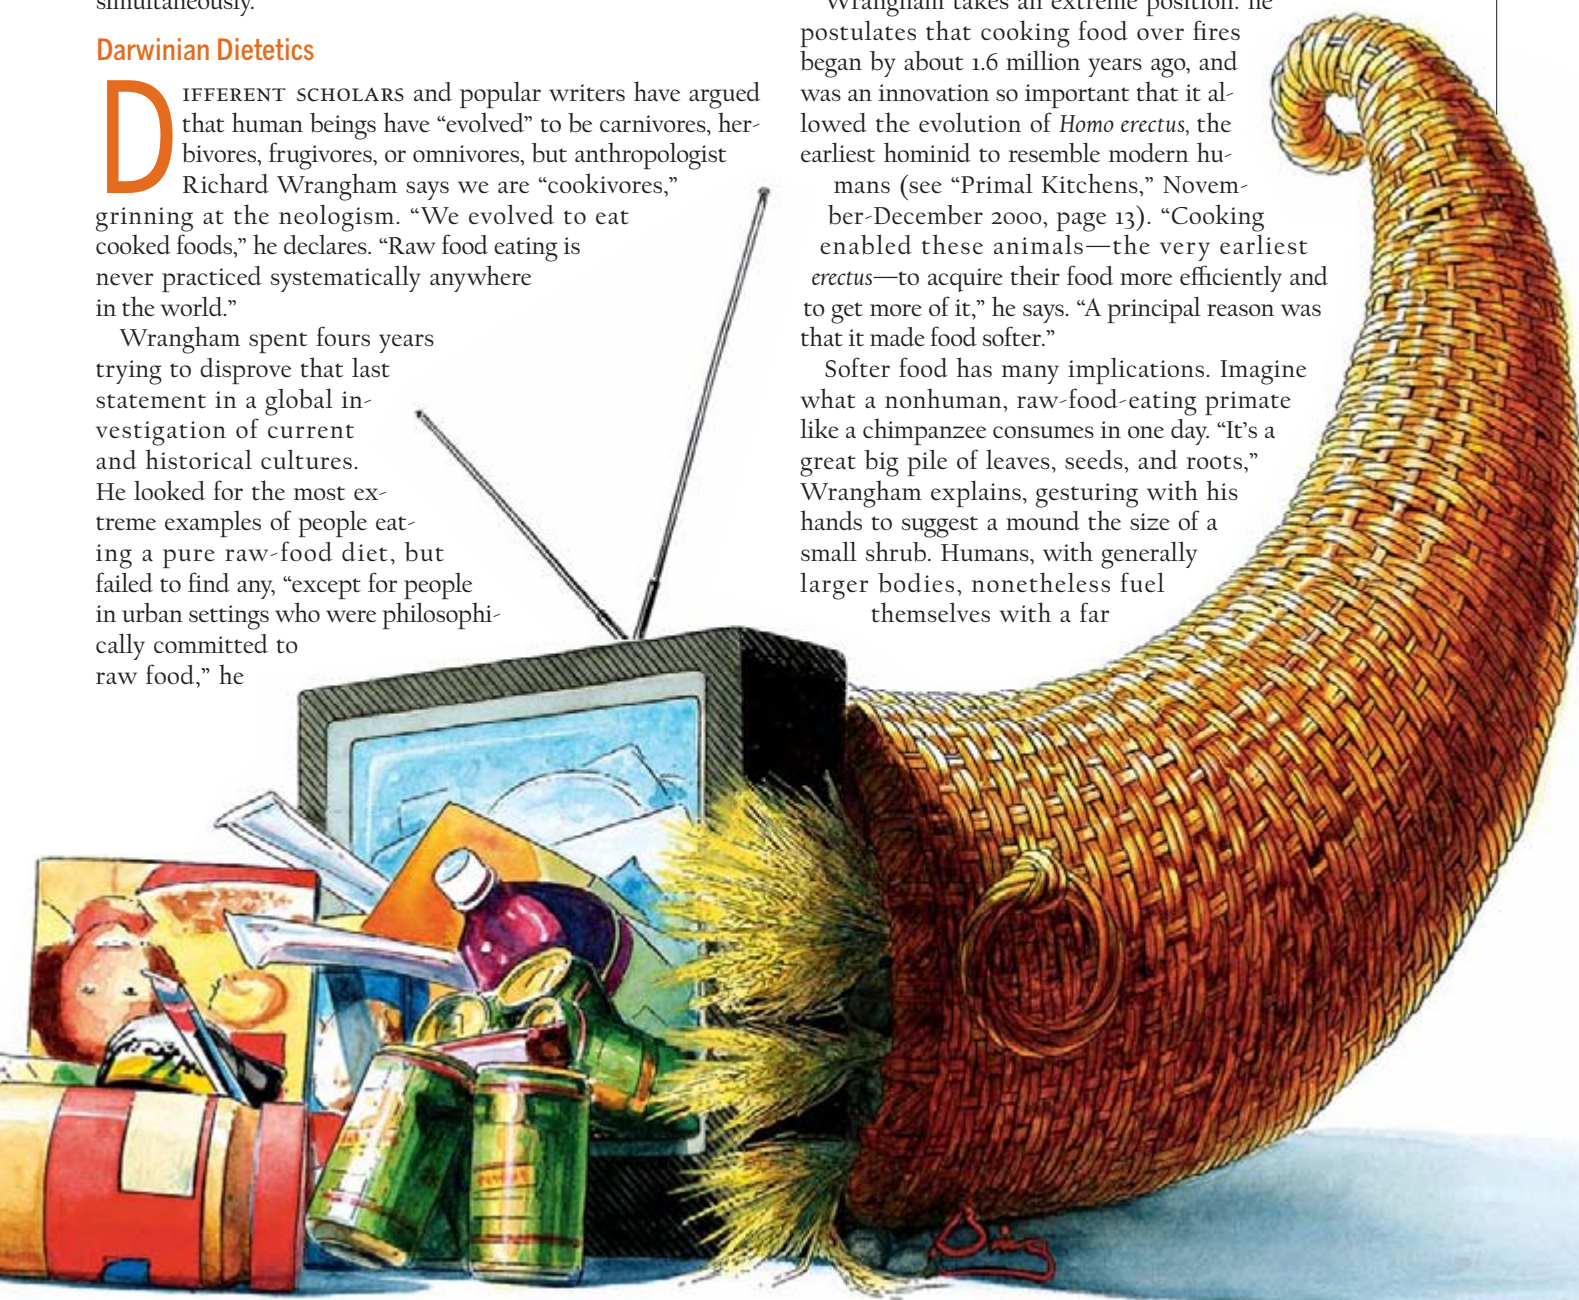 simultaneously.
Darwinian Dietetics
DIFFERENT SCHOLARS and popular writers have argued
that human beings have “evolved” to be carnivores, her-
bivores, frugivores, or omnivores, but anthropologist
Richard Wrangham says we are “cookivores,”
grinning at the neologism. “We evolved to eat
cooked foods,” he declares. “Raw food eating is
never practiced systematically anywhere
in the world.”
Wrangham spent fours years
trying to disprove that last
statement in a global in-
vestigation of current
and historical cultures.
He looked for the most ex-
treme examples of people eat-
ing a pure raw-food diet, but
failed to find any, “except for people
in urban settings who were philosophi-
cally committed to
raw food,” he
Wrangham takes an extreme position: he
postulates that cooking food over fires
began by about 1.6 million years ago, and
was an innovation so important that it al-
lowed the evolution of Homo erectus, the
earliest hominid to resemble modern hu-
mans (see “Primal Kitchens,” Novem-
ber-December 2000, page 13). “Cooking
enabled these animals—the very earliest
erectus—to acquire their food more efficiently and
to get more of it,” he says. “A principal reason was
that it made food softer.”
Softer food has many implications. Imagine
what a nonhuman, raw-food-eating primate
like a chimpanzee consumes in one day. “It’s a
great big pile of leaves, seeds, and roots,”
Wrangham explains, gesturing with his
hands to suggest a mound the size of a
small shrub. Humans, with generally
larger bodies, nonetheless fuel
themselves with a far